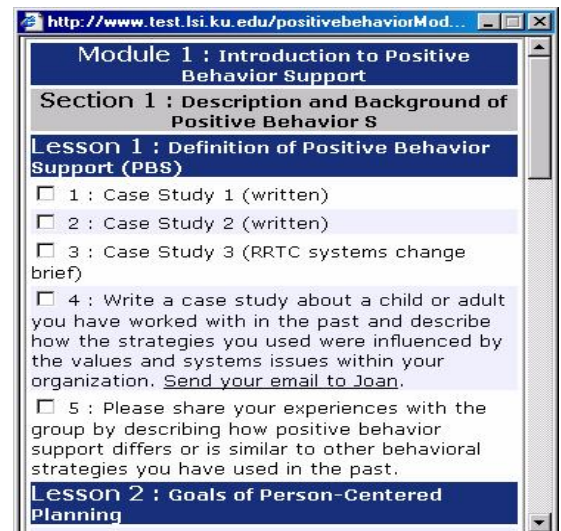 http://www.test.lsi.ku.edu/positivebehaviorMod...
Module 1 : Introduction to Positive
Behavior Support
Section 1 : Description and Background of
Positive Behavior S
Lesson 1 : Definition of Positive Behavior
Support (PBS)
1 : Case Study 1 (written)
2 : Case Study 2 (written)
3 : Case Study 3 (RRTC systems change
brief)
4 : Write a case study about a child or adult
you have worked with in the past and describe
how the strategies you used were influenced by
the values and systems issues within your
organization. Send your email to Joan.
5 : Please share your experiences with the
group by describing how positive behavior
support differs or is similar to other behavioral
strategies you have used in the past.
Lesson 2 : Goals of Person-Centered
Planning